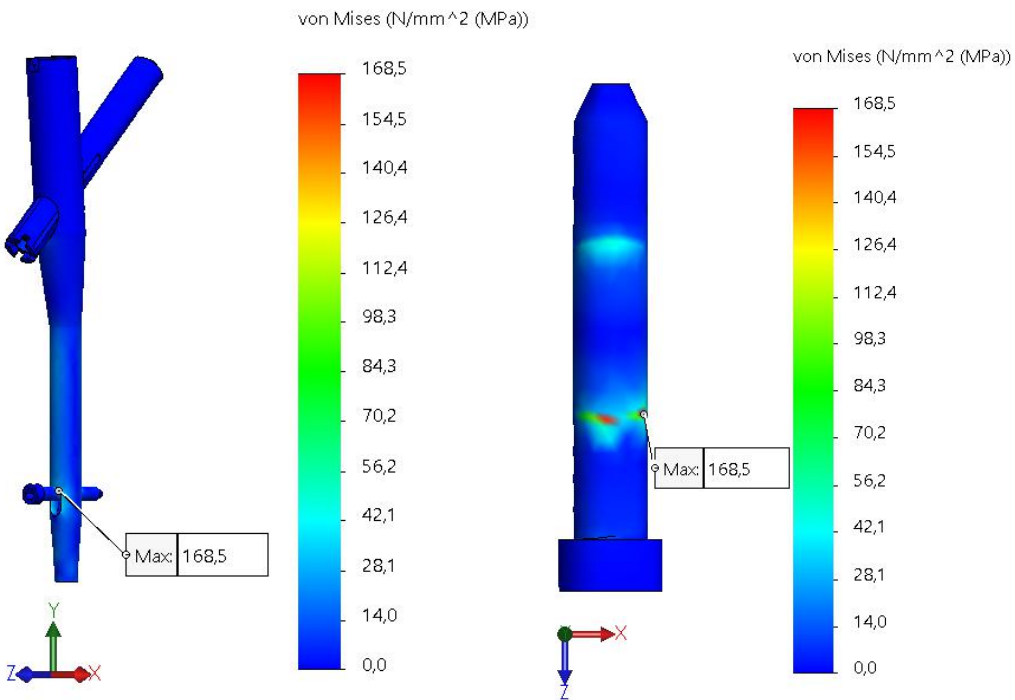 von Mises (N/mm^2 (MPa))
168,5
154,5
140,4
126,4
112,4
98,3
84,3
70,2
56,2
42,1
28,1
14,0
0,0
Max: 168,5
Y
Z
X
von Mises (N/mm^2 (MPa))
168,5
154,5
140,4
126,4
112,4
98,3
84,3
70,2
56,2
42,1
28,1
14,0
0,0
Max: 168,5
X
Z